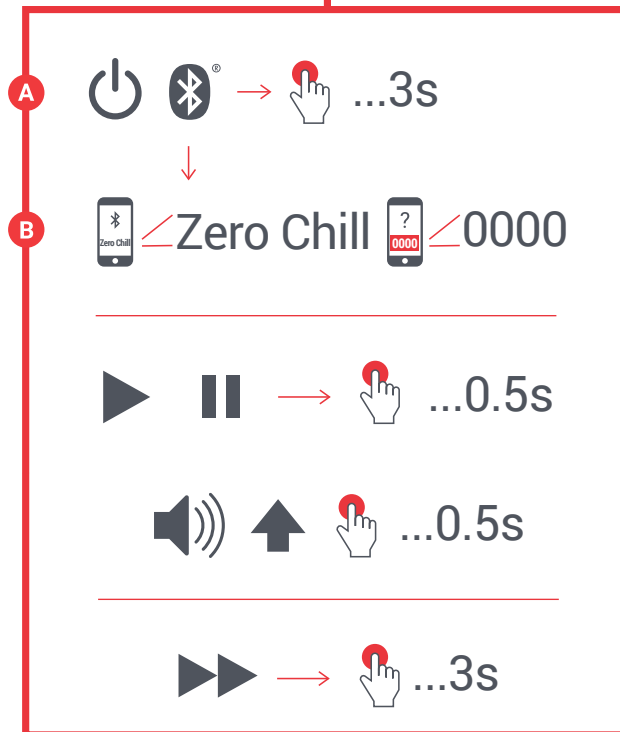 A ® ...3s
B Zero Chill Zero Chill ? 0000 0000
...0.5s
...0.5s
...3s